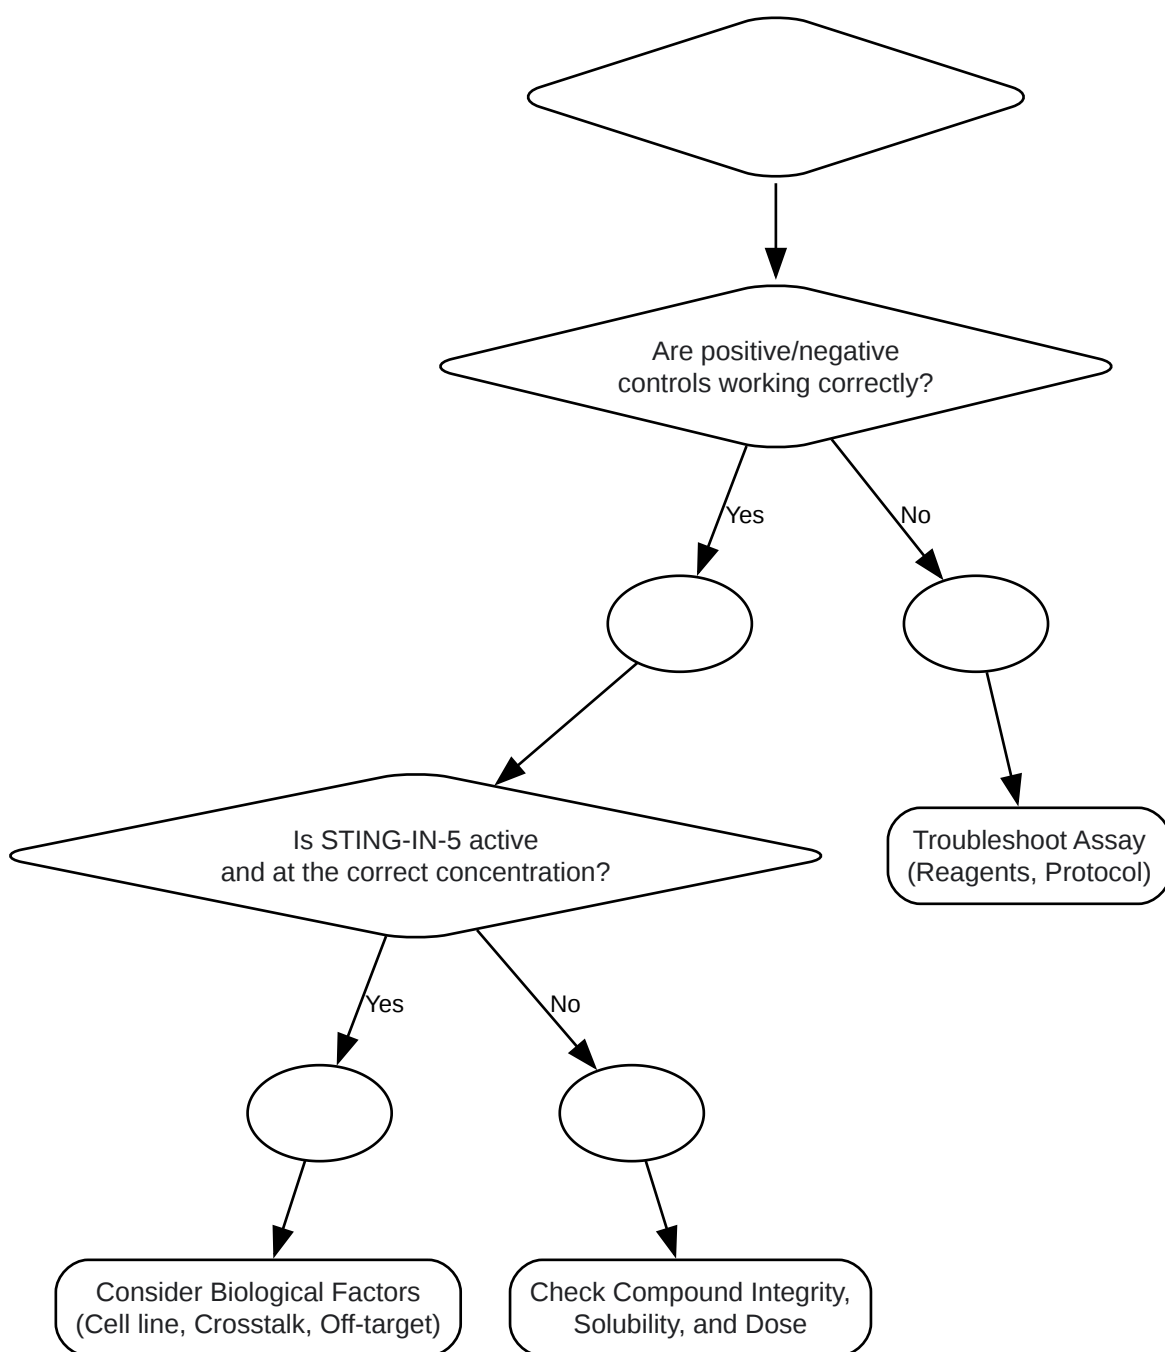 Are positive/negative
controls working correctly?
Yes
No
Is STING-IN-5 active
and at the correct concentration?
Troubleshoot Assay
(Reagents, Protocol)
Yes
No
Consider Biological Factors
(Cell line, Crosstalk, Off-target)
Check Compound Integrity,
Solubility, and Dose